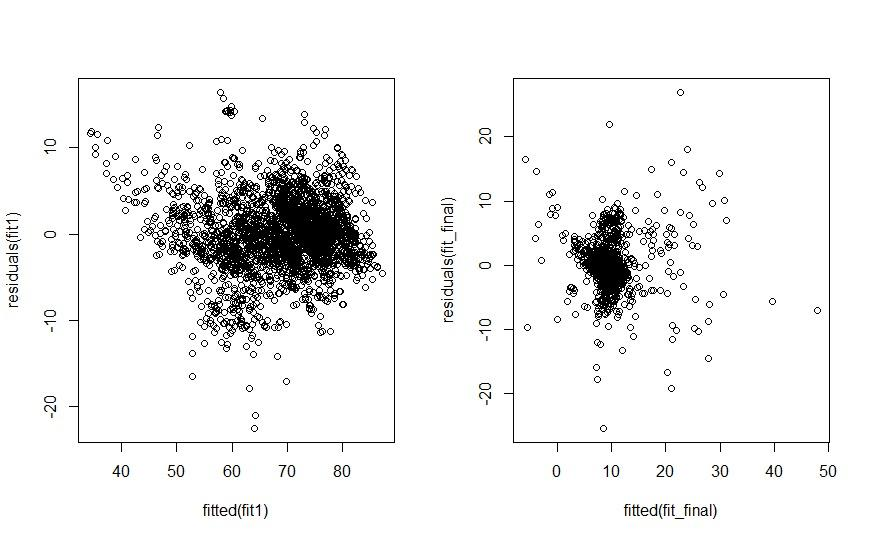 residuals(fit1)
10
0
-10
-20
40 50 60 70 80
fitted(fit1)
residuals(fit_final)
20
10
0
-10
-20
0 10 20 30 40 50
fitted(fit_final)